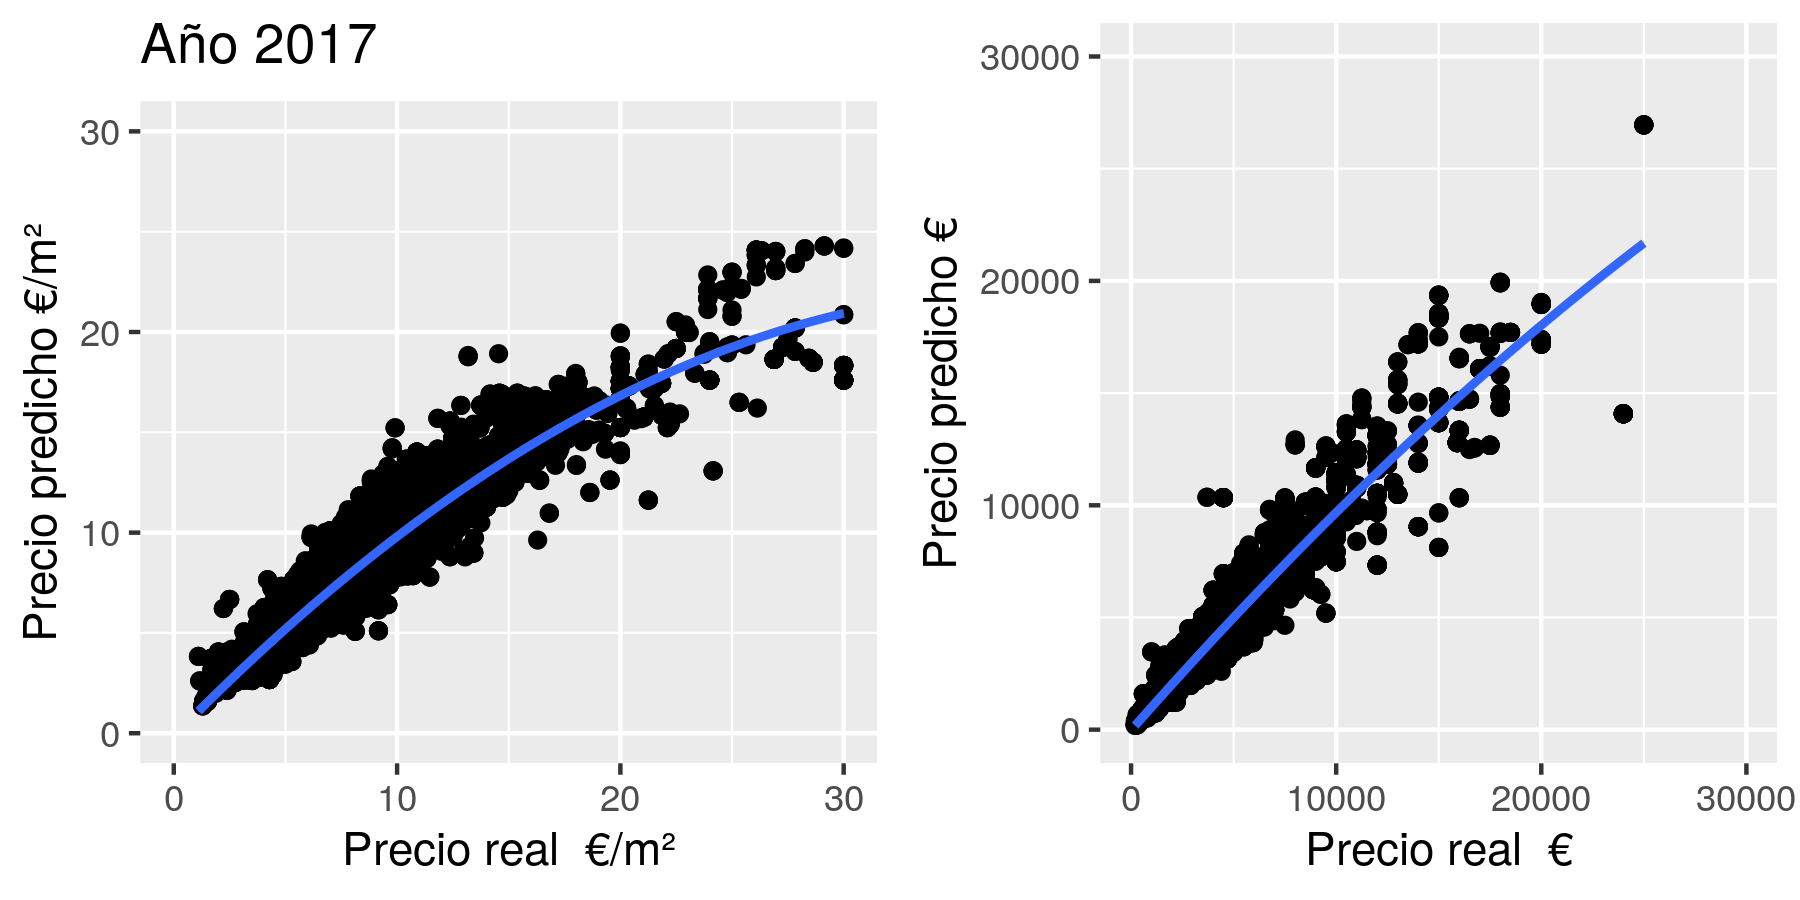 Año 2017
30
20
10
0
0 10 20 30
Precio predicho €/m²
Precio real €/m²
30000
20000
10000
0
0 10000 20000 30000
Precio predicho €
Precio real €